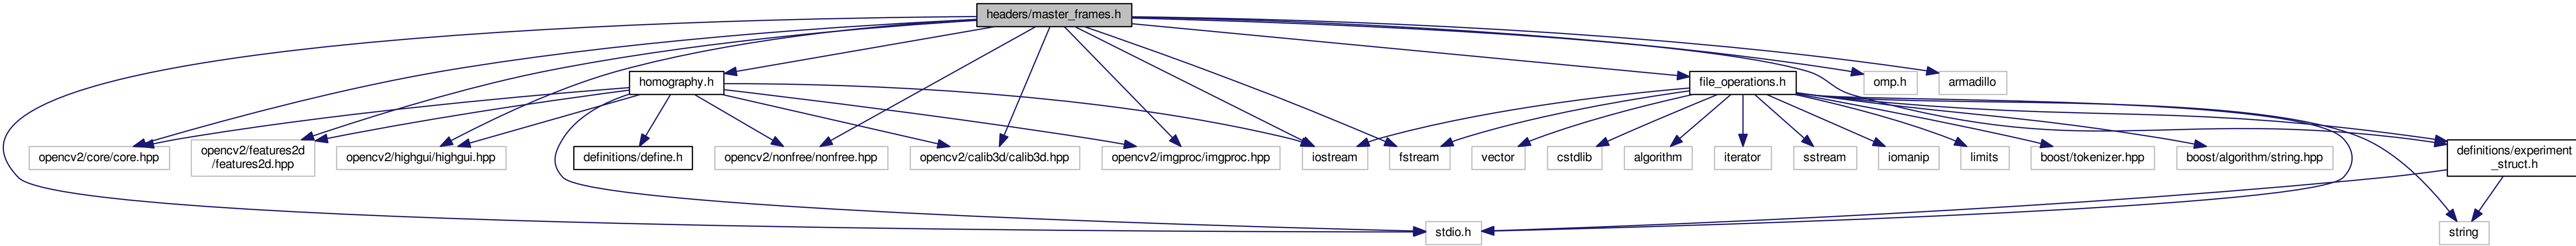 headers/master_frames.h
homography.h
file_operations.h
omp.h
armadillo
opencv2/core/core.hpp
opencv2/features2d
/features2d.hpp
opencv2/highgui/highgui.hpp
definitions/define.h
opencv2/nonfree/nonfree.hpp
opencv2/calib3d/calib3d.hpp
opencv2/imgproc/imgproc.hpp
iostream
fstream
vector
cstdlib
algorithm
iterator
sstream
iomanip
limits
boost/tokenizer.hpp
boost/algorithm/string.hpp
definitions/experiment
_struct.h
stdio.h
string